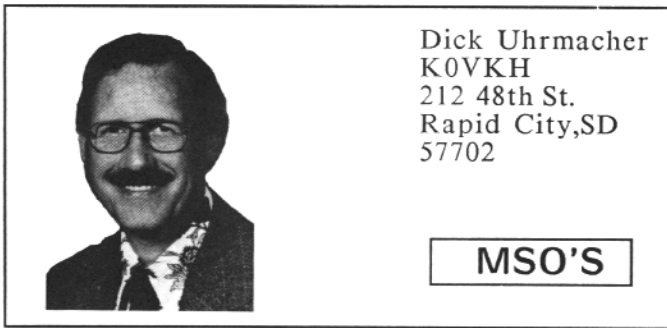 Dick Uhrmacher
K0VKH
212 48th St.
Rapid City,SD
57702
MSO'S